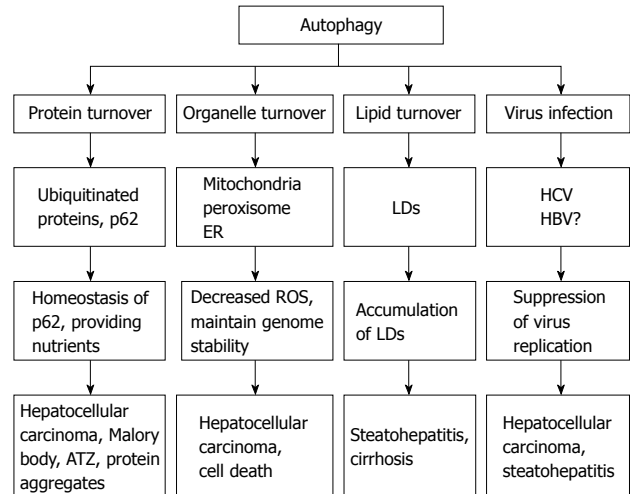 Autophagy
Protein turnover
Organelle turnover
Lipid turnover
Virus infection
Ubiquitinated
proteins, p62
Mitochondria
peroxisome
ER
LDs
HCV
HBV?
Homeostasis of
p62, providing
nutrients
Decreased ROS,
maintain genome
stability
Accumulation
of LDs
Suppression
of virus
replication
Hepatocellular
carcinoma, Malory
body, ATZ, protein
aggregates
Hepatocellular
carcinoma,
cell death
Steatohepatitis,
cirrhosis
Hepatocellular
carcinoma,
steatohepatitis